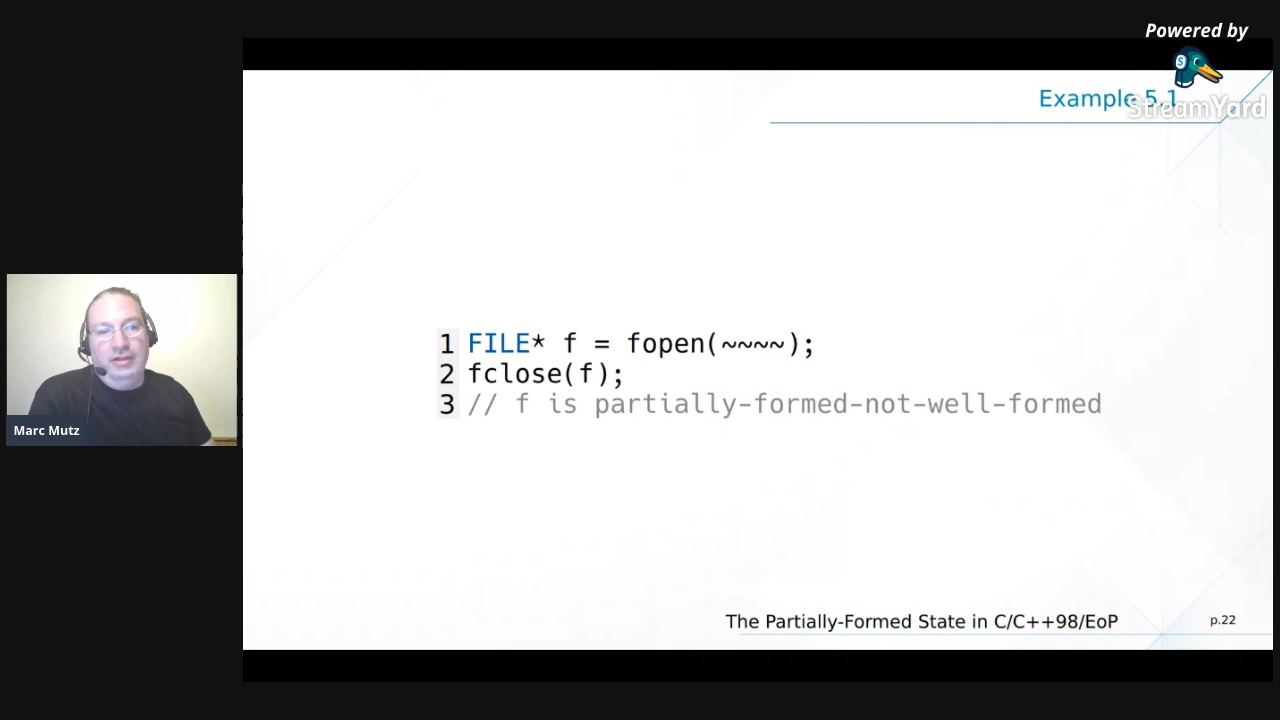 Powered by
StreamYard
Example 5.1
1 FILE* f = fopen(~~~~);
2 fclose(f);
3 // f is partially-formed-not-well-formed
Marc Mutz
The Partially-Formed State in C/C++98/EoP
p.22